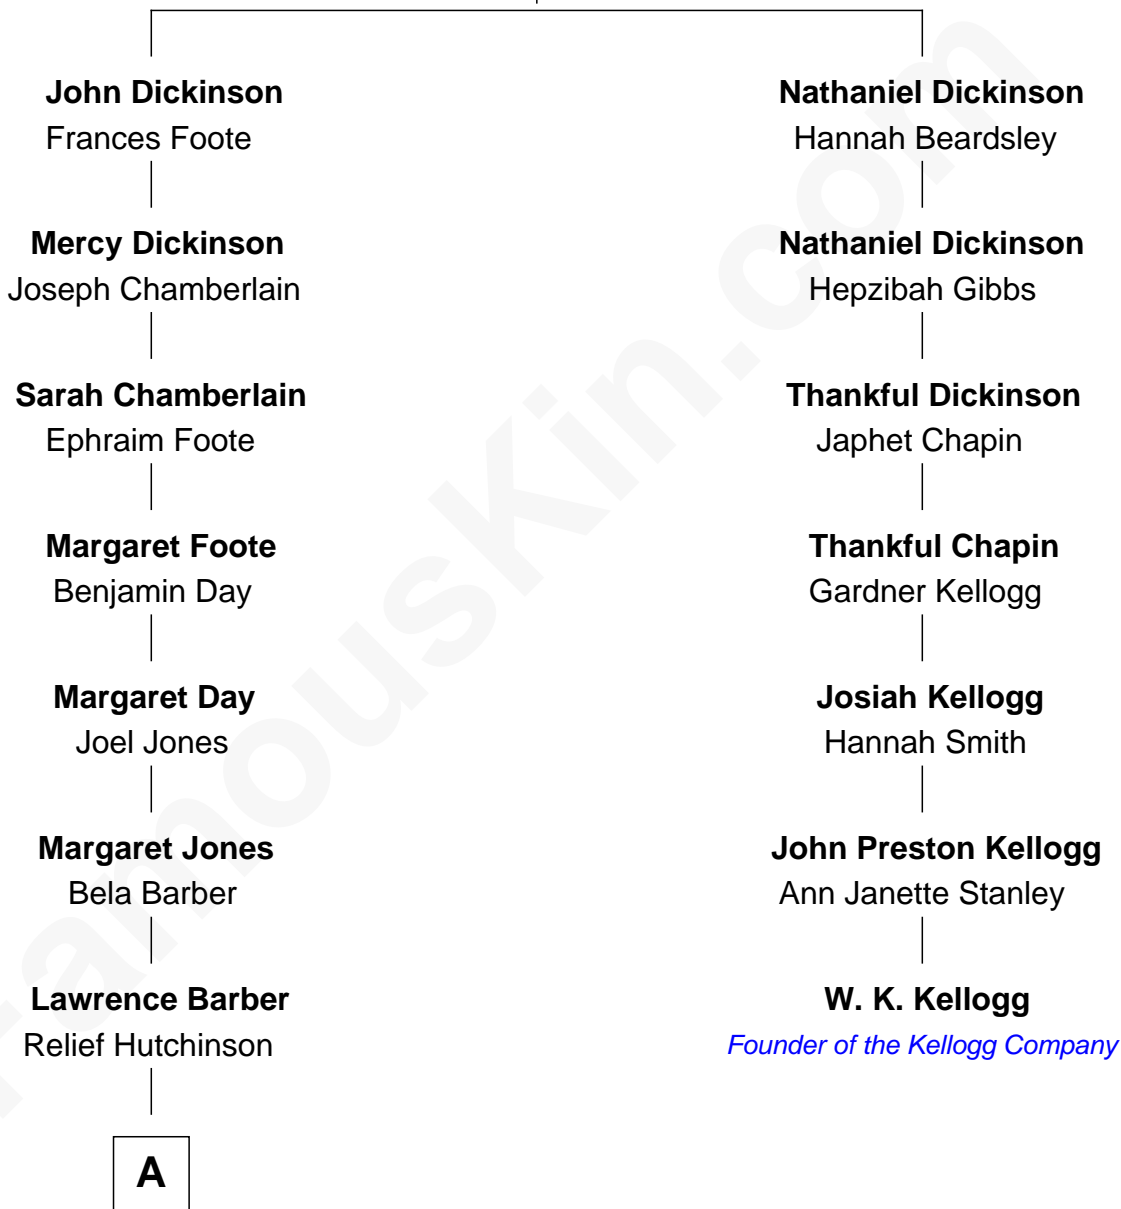 John Dickinson
Frances Foote
Nathaniel Dickinson
Hannah Beardsley
Mercy Dickinson
Joseph Chamberlain
Nathaniel Dickinson
Hepzibah Gibbs
Sarah Chamberlain
Ephraim Foote
Thankful Dickinson
Japhet Chapin
Margaret Foote
Benjamin Day
Thankful Chapin
Gardner Kellogg
Margaret Day
Joel Jones
Josiah Kellogg
Hannah Smith
Margaret Jones
Bela Barber
John Preston Kellogg
Ann Janette Stanley
Lawrence Barber
Relief Hutchinson
W. K. Kellogg
Founder of the Kellogg Company
A
FamousKin.com